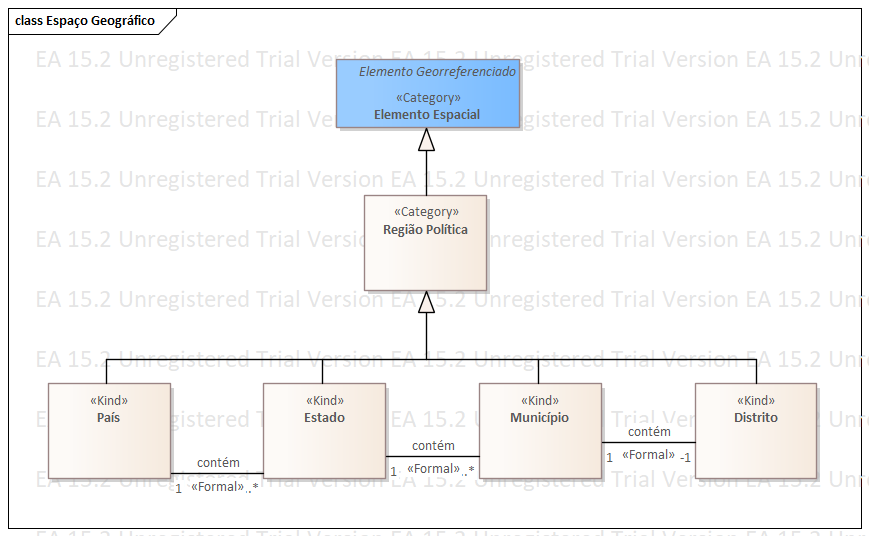 class Espaço Geográfico
EA 15.2 Unregistered Trial Version EA 15.2 Unregistered Trial Version EA 15.2 Unre
Elemento Georreferenciado
«Category»
Elemento Espacial
«Category»
Região Política
«Kind»
País
«Kind»
Estado
«Kind»
Município
«Kind»
Distrito
contém
1 «Formal» ..*
contém
1 «Formal» ..*
contém
1 «Formal» -1